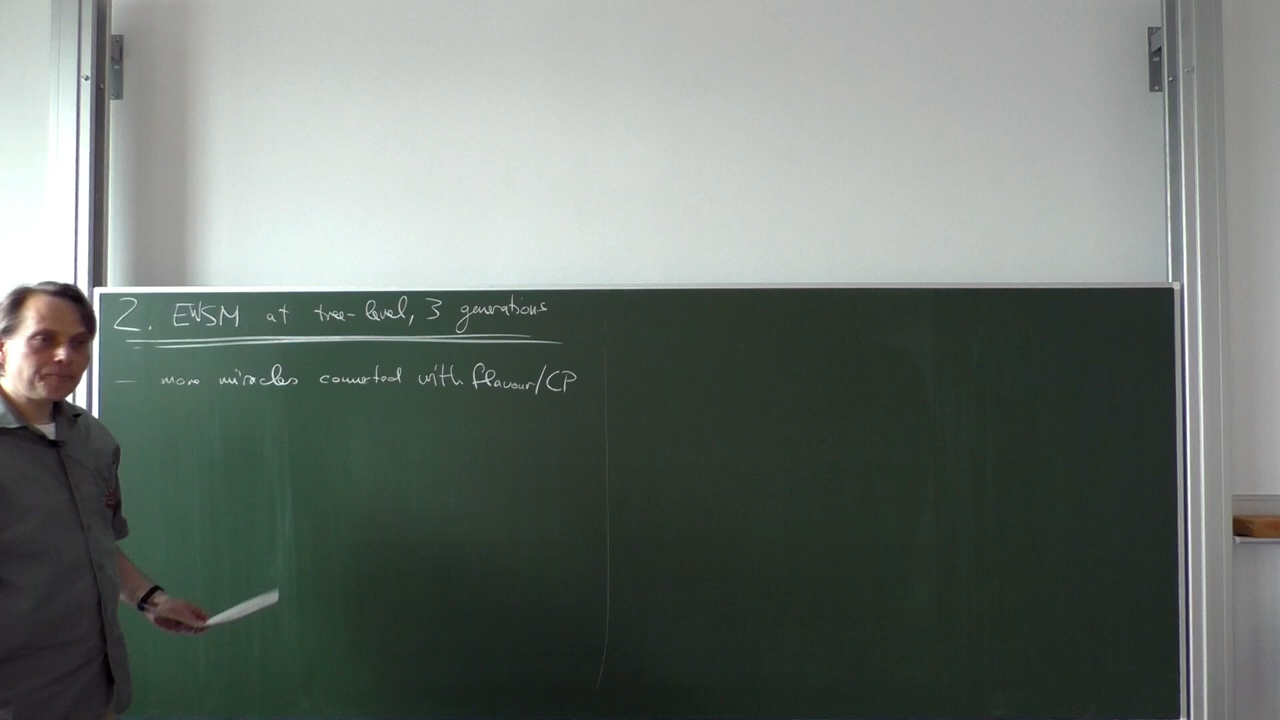 2. EWSM at tree-level, 3 generations
— more miracles connected with flavour/CP